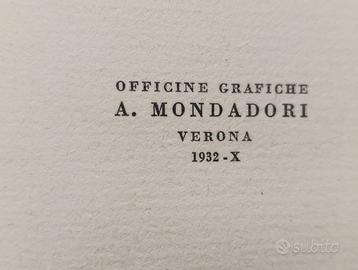 OFFICINE GRAFICHE
A. MONDADORI
VERONA
1932 - X
subito